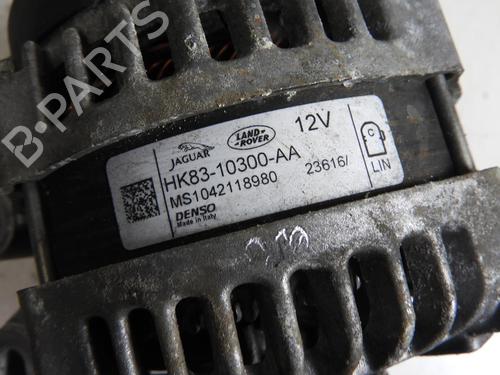 B-PARTS
JAGUAR
LAND-
ROVER
12V
HK83-10300-AA
MS1042118980
23616/
DENSO
Made in Italy
LIN